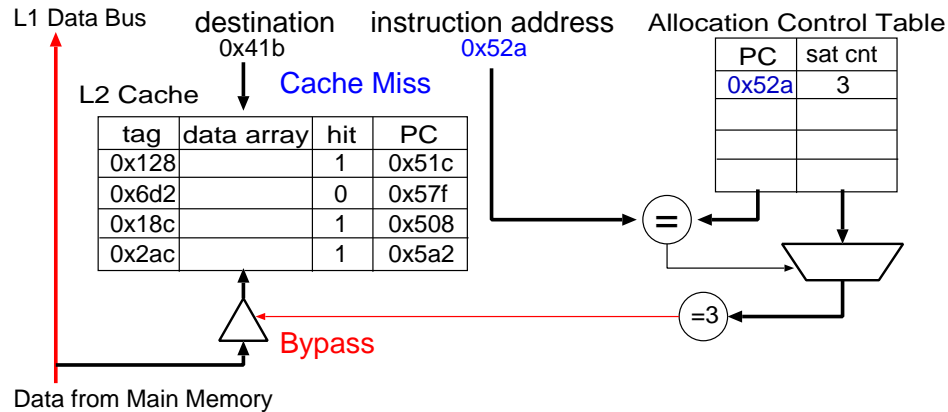 L1 Data Bus
destination
0x41b
instruction address
0x52a
Allocation Control Table
PC sat cnt
0x52a 3
Cache Miss
L2 Cache
tag data array hit PC
0x128 1 0x51c
0x6d2 0 0x57f
0x18c 1 0x508
0x2ac 1 0x5a2
=
=3
Bypass
Data from Main Memory